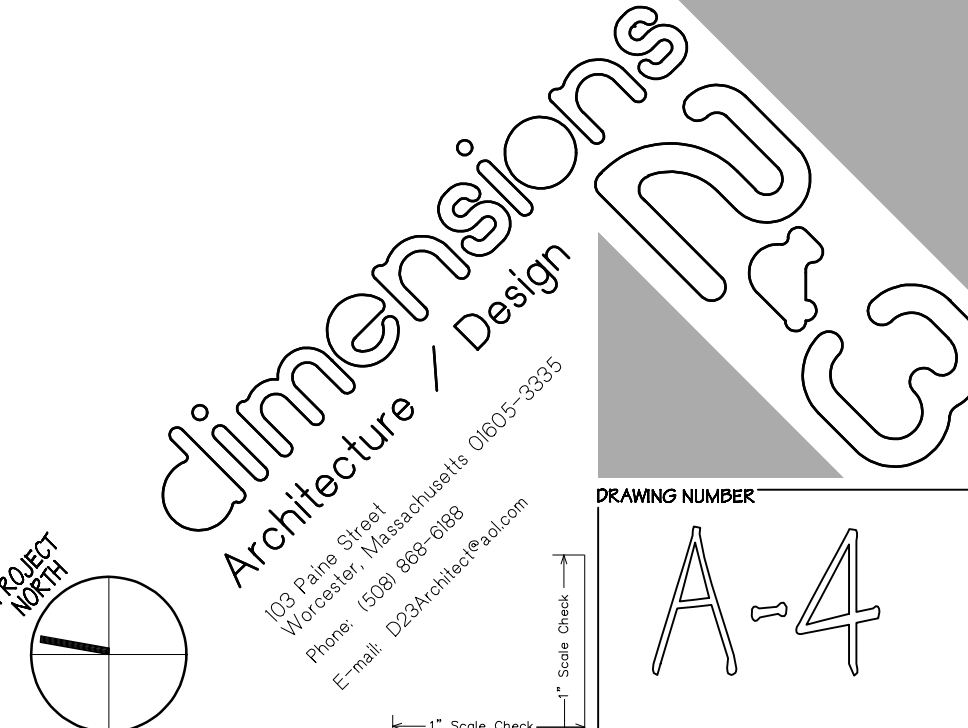 dimensions
2 & 3
Architecture / Design
103 Paine Street
Worcester, Massachusetts 01605-3335
Phone: (508) 868-6188
E-mail: D23Architect@aol.com
PROJECT
NORTH
1" Scale Check
1" Scale Check
DRAWING NUMBER
A-4